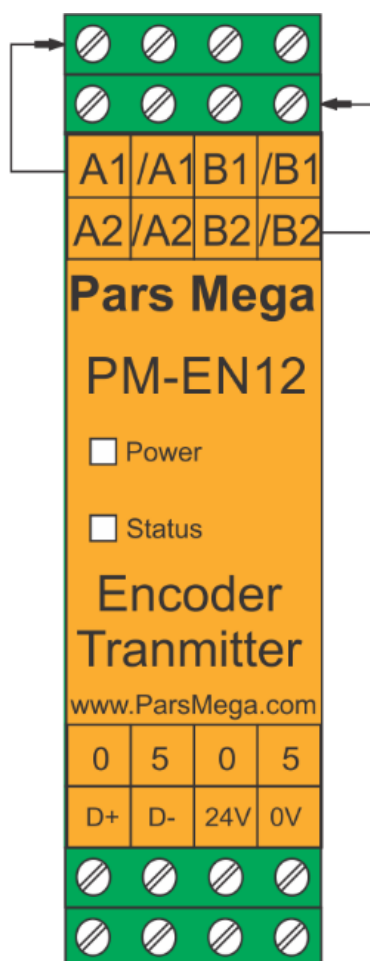 A1 /A1 B1 /B1
A2 /A2 B2 /B2
Pars Mega
PM-EN12
Power
Status
Encoder
Tranmitter
www.ParsMega.com
0 5 0 5
D+ D- 24V 0V